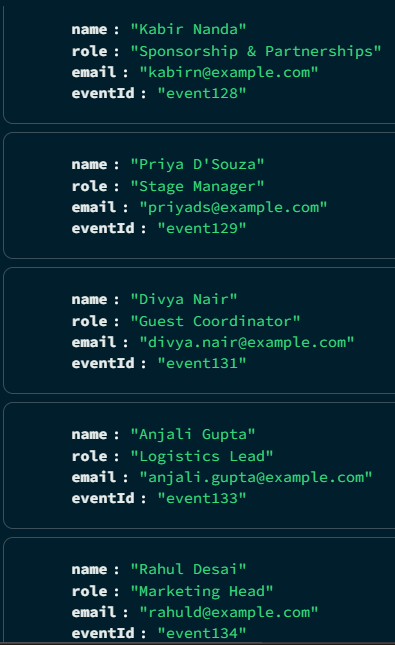 name : "Kabir Nanda"
role : "Sponsorship & Partnerships"
email : "kabirn@example.com"
eventId : "event128"
name : "Priya D'Souza"
role : "Stage Manager"
email : "priyads@example.com"
eventId : "event129"
name : "Divya Nair"
role : "Guest Coordinator"
email : "divya.nair@example.com"
eventId : "event131"
name : "Anjali Gupta"
role : "Logistics Lead"
email : "anjali.gupta@example.com"
eventId : "event133"
name : "Rahul Desai"
role : "Marketing Head"
email : "rahuld@example.com"
eventId : "event134"